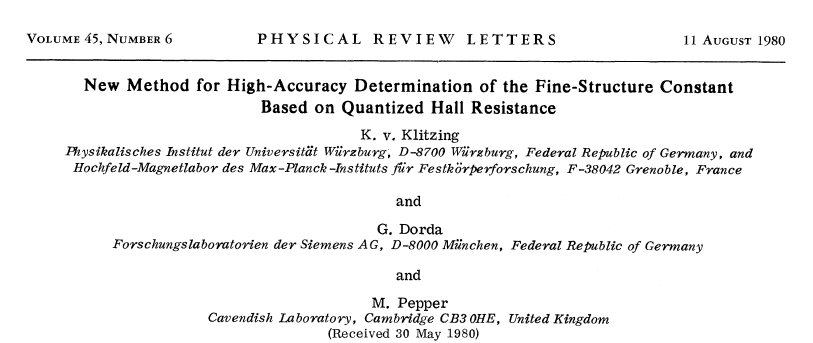 VOLUME 45, NUMBER 6 PHYSICAL REVIEW LETTERS 11 AUGUST 1980
New Method for High-Accuracy Determination of the Fine-Structure Constant
Based on Quantized Hall Resistance
K. v. Klitzing
Physikalisches Institut der Universität Würzburg, D-8700 Würzburg, Federal Republic of Germany, and
Hochfeld-Magnetlabor des Max-Planck-Instituts für Festkörperforschung, F-38042 Grenoble, France
and
G. Dorda
Forschungslaboratorien der Siemens AG, D-8000 München, Federal Republic of Germany
and
M. Pepper
Cavendish Laboratory, Cambridge CB3 0HE, United Kingdom
(Received 30 May 1980)